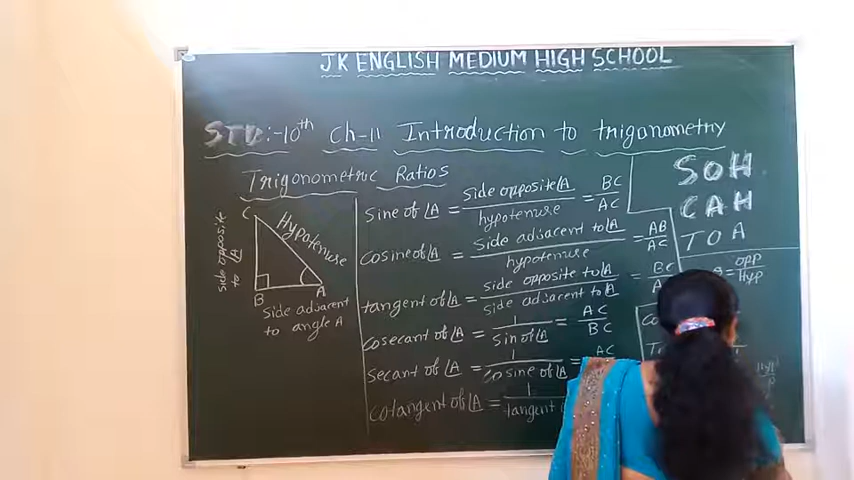 JK ENGLISH MEDIUM HIGH SCHOOL
STD:-10th Ch-11 Introduction to trigonometry
Trigonometric Ratios
C
Hypotenuse
side opposite to ∠A
B
A
Side adjacent
to angle A
Sine of ∠A = Side opposite ∠A / hypotenuse = BC / AC
cosine of ∠A = side adjacent to ∠A / hypotenuse = AB / AC
tangent of ∠A = side opposite to ∠A / side adjacent to ∠A = BC
cosecant of ∠A = 1 / Sin of ∠A = AC / BC
secant of ∠A = 1 / cosine of ∠A = AC
cotangent of ∠A = 1 / tangent
SOH
CAH
TOA
= opp / Hyp